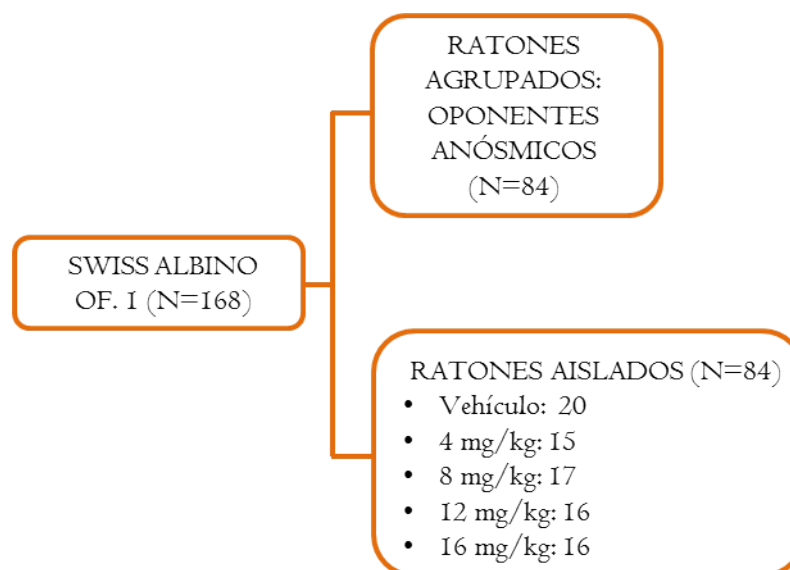 RATONES
AGRUPADOS:
OPONENTES
ANÓSMICOS
(N=84)
SWISS ALBINO
OF. 1 (N=168)
RATONES AISLADOS (N=84)
• Vehículo: 20
• 4 mg/kg: 15
• 8 mg/kg: 17
• 12 mg/kg: 16
• 16 mg/kg: 16